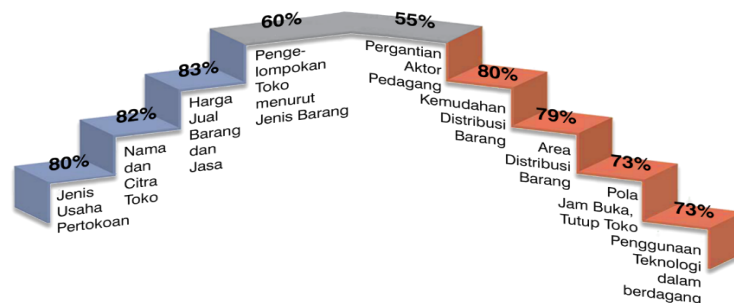 80%
Jenis
Usaha
Pertokoan
82%
Nama
dan
Citra
Toko
83%
Harga
Jual
Barang
dan
Jasa
60%
Penge-
lompokan
Toko
menurut
Jenis Barang
55%
Pergantian
Aktor
Pedagang
80%
Kemudahan
Distribusi
Barang
79%
Area
Distribusi
Barang
73%
Pola
Jam Buka,
Tutup Toko
73%
Penggunaan
Teknologi
dalam
berdagang